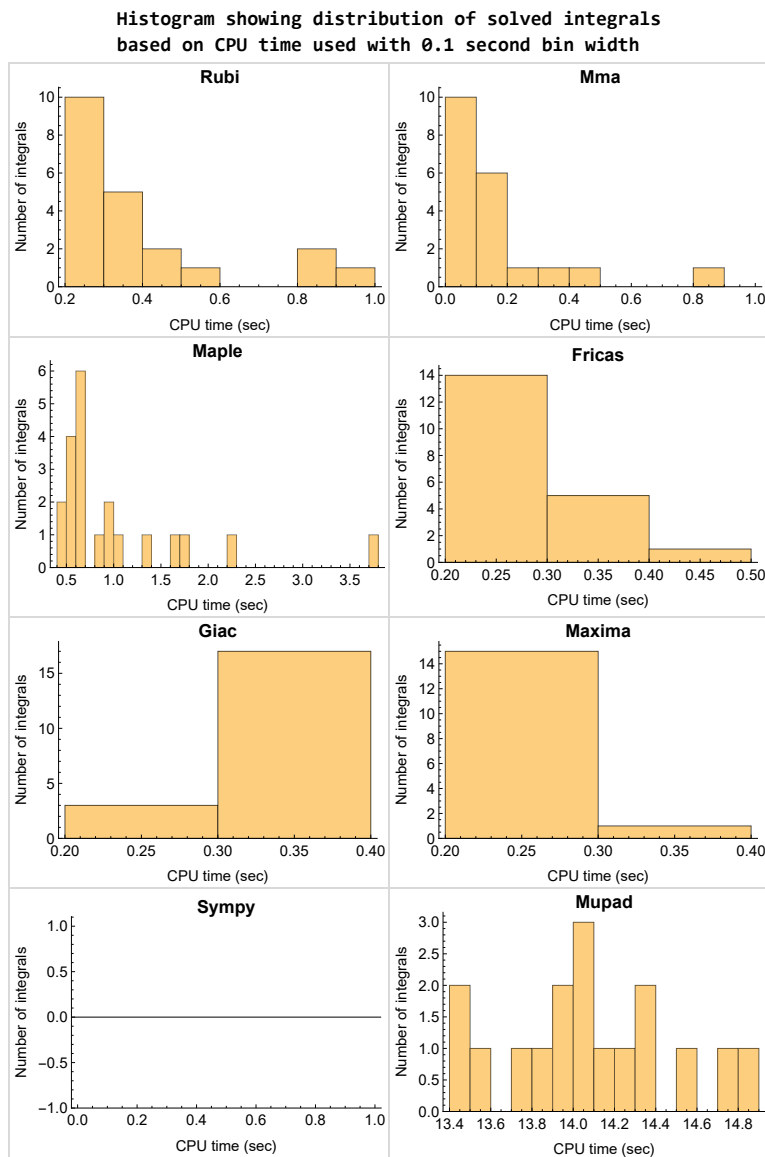 Histogram showing distribution of solved integrals
based on CPU time used with 0.1 second bin width
Rubi
Number of integrals
10
8
6
4
2
0
0.2 0.4 0.6 0.8 1.0
CPU time (sec)
Mma
Number of integrals
10
8
6
4
2
0
0.0 0.2 0.4 0.6 0.8 1.0
CPU time (sec)
Maple
Number of integrals
6
5
4
3
2
1
0
0.5 1.0 1.5 2.0 2.5 3.0 3.5
CPU time (sec)
Fricas
Number of integrals
14
12
10
8
6
4
2
0
0.20 0.25 0.30 0.35 0.40 0.45 0.50
CPU time (sec)
Giac
Number of integrals
15
10
5
0
0.20 0.25 0.30 0.35 0.40
CPU time (sec)
Maxima
Number of integrals
14
12
10
8
6
4
2
0
0.20 0.25 0.30 0.35 0.40
CPU time (sec)
Sympy
Number of integrals
1.0
0.5
0.0
−0.5
−1.0
0.0 0.2 0.4 0.6 0.8 1.0
CPU time (sec)
Mupad
Number of integrals
3.0
2.5
2.0
1.5
1.0
0.5
0.0
13.4 13.6 13.8 14.0 14.2 14.4 14.6 14.8
CPU time (sec)